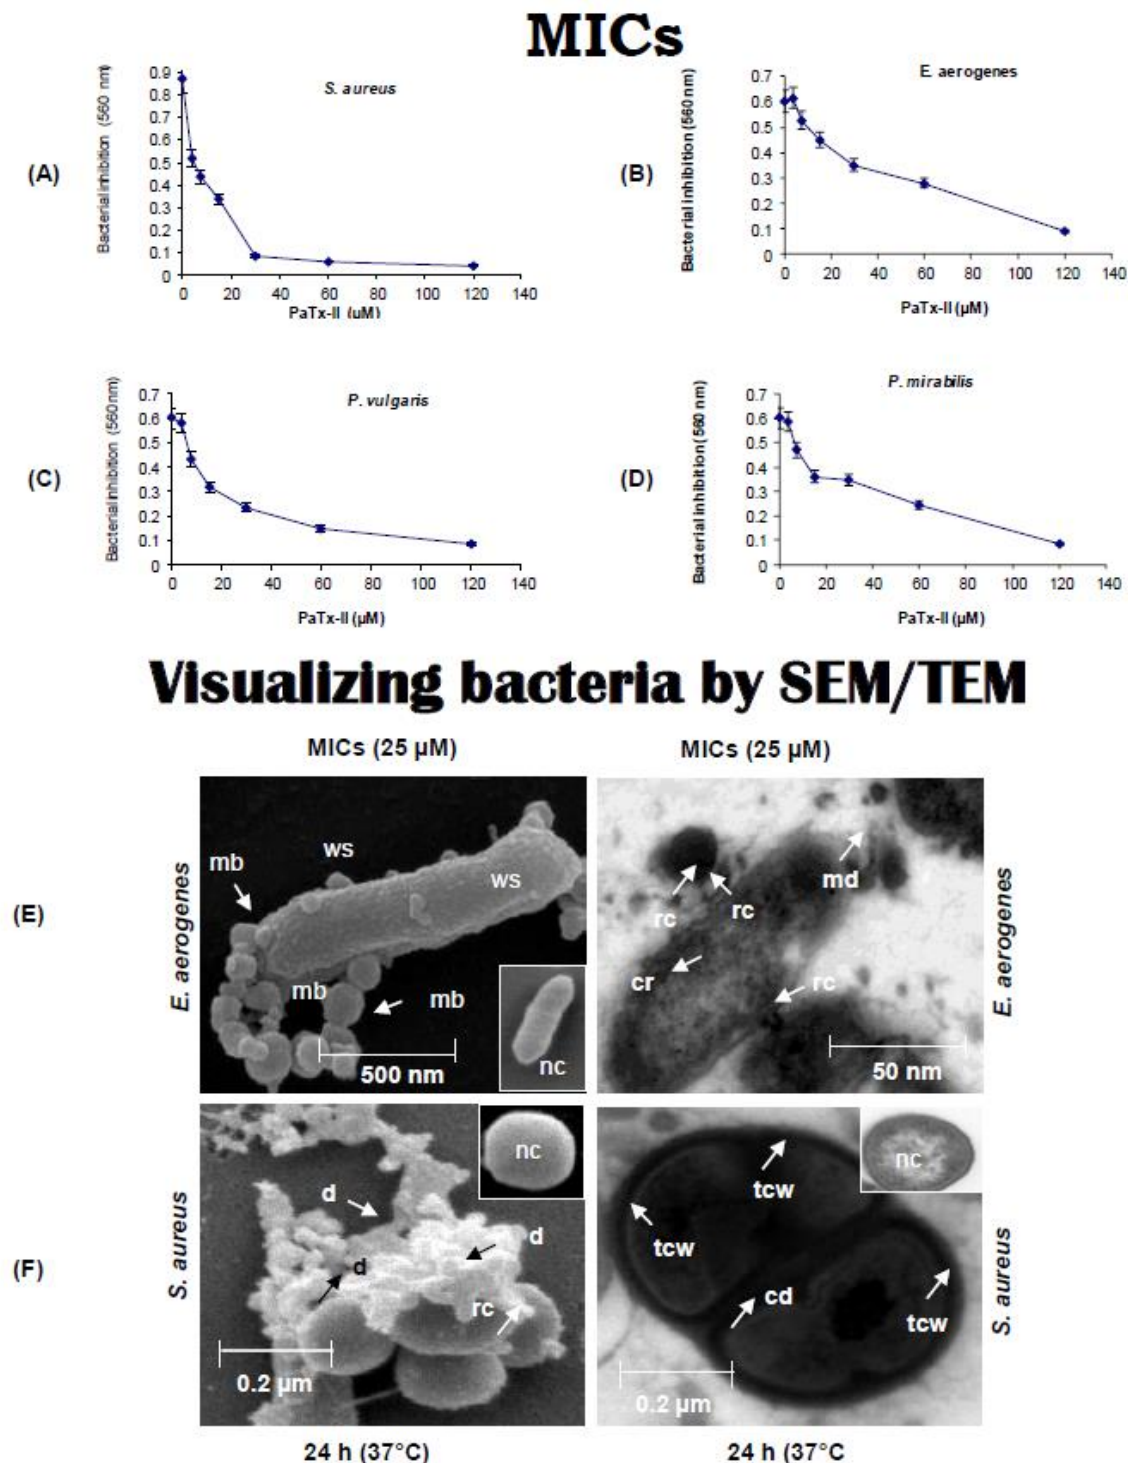 MICs
(A)
S. aureus
Bacterial inhibition (560 nm)
0.9
0.8
0.7
0.6
0.5
0.4
0.3
0.2
0.1
0
0 20 40 60 80 100 120 140
PaTx-II (µM)
(B)
E. aerogenes
Bacterial inhibition (560 nm)
0.7
0.6
0.5
0.4
0.3
0.2
0.1
0
0 20 40 60 80 100 120 140
PaTx-II (µM)
(C)
P. vulgaris
Bacterial inhibition (560nm)
0.7
0.6
0.5
0.4
0.3
0.2
0.1
0
0 20 40 60 80 100 120 140
PaTx-II (µM)
(D)
P. mirabilis
Bacterial inhibition (560 nm)
0.7
0.6
0.5
0.4
0.3
0.2
0.1
0
0 20 40 60 80 100 120 140
PaTx-II (µM)
Visualizing bacteria by SEM/TEM
MICs (25 µM)
MICs (25 µM)
(E)
E. aerogenes
mb
ws
ws
mb
mb
nc
500 nm
md
rc
rc
cr
rc
50 nm
E. aerogenes
(F)
S. aureus
nc
d
d
d
rc
0.2 µm
nc
tcw
tcw
cd
tcw
0.2 µm
S. aureus
24 h (37°C)
24 h (37°C